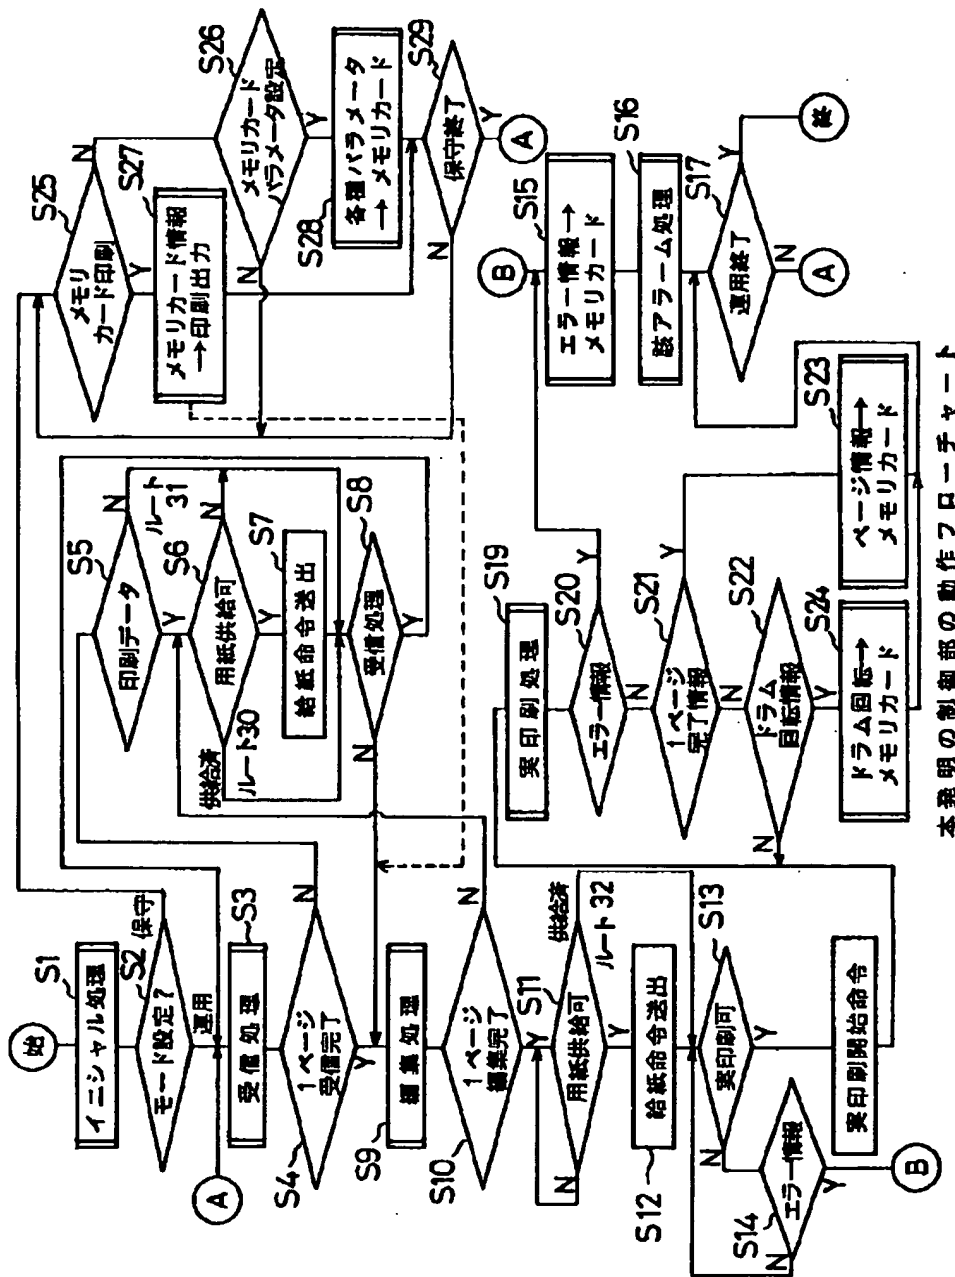 始
S1
イニシャル処理
S2
モード設定?
保守
運用
A
S3
受信処理
S4
1ページ
受信完了
N
Y
S9
編集処理
S10
1ページ
編集完了
N
Y
S11
用紙供給可
供給済
ルート32
N
Y
S12
給紙命令送出
S13
実印刷可
N
Y
S14
エラー情報
N
Y
B
実印刷開始命令
S5
印刷データ
N
Y
ルート
31
S6
用紙供給可
N
Y
供給済
ルート30
S7
給紙命令送出
S8
受信処理
N
Y
S19
実印刷処理
S20
エラー情報
Y
N
S21
1ページ
完了情報
Y
N
S22
ドラム
回転情報
N
Y
S24
ドラム回転→
メモリカード
S23
ページ情報→
メモリカード
S25
メモリ
カード印刷
N
Y
S27
メモリカード情報
→印刷出力
S26
メモリカード
パラメータ設定
N
Y
S28
各種パラメータ
→メモリカード
S29
保守終了
N
Y
A
B
S15
エラー情報→
メモリカード
S16
該アラーム処理
S17
運用終了
Y
N
終
A
本発明の制御部の動作フローチャート